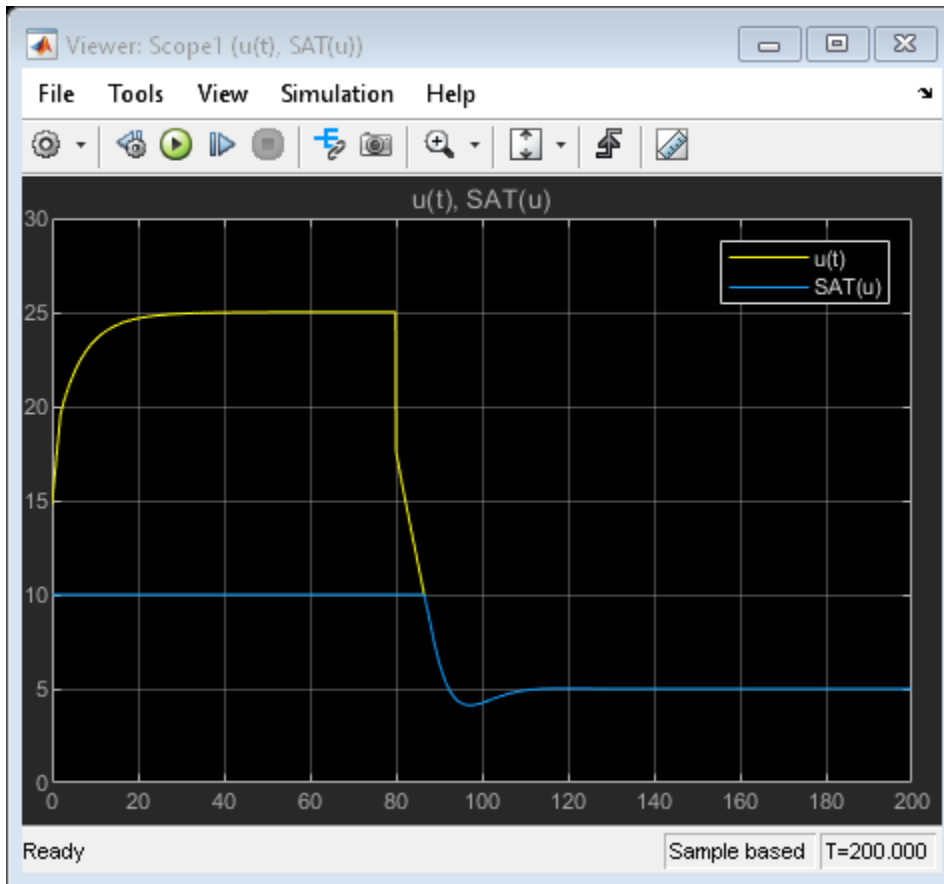 Viewer: Scope1 (u(t), SAT(u))
File Tools View Simulation Help
u(t), SAT(u)
30
25
20
15
10
5
0
u(t)
SAT(u)
0 20 40 60 80 100 120 140 160 180 200
Ready Sample based T=200.000